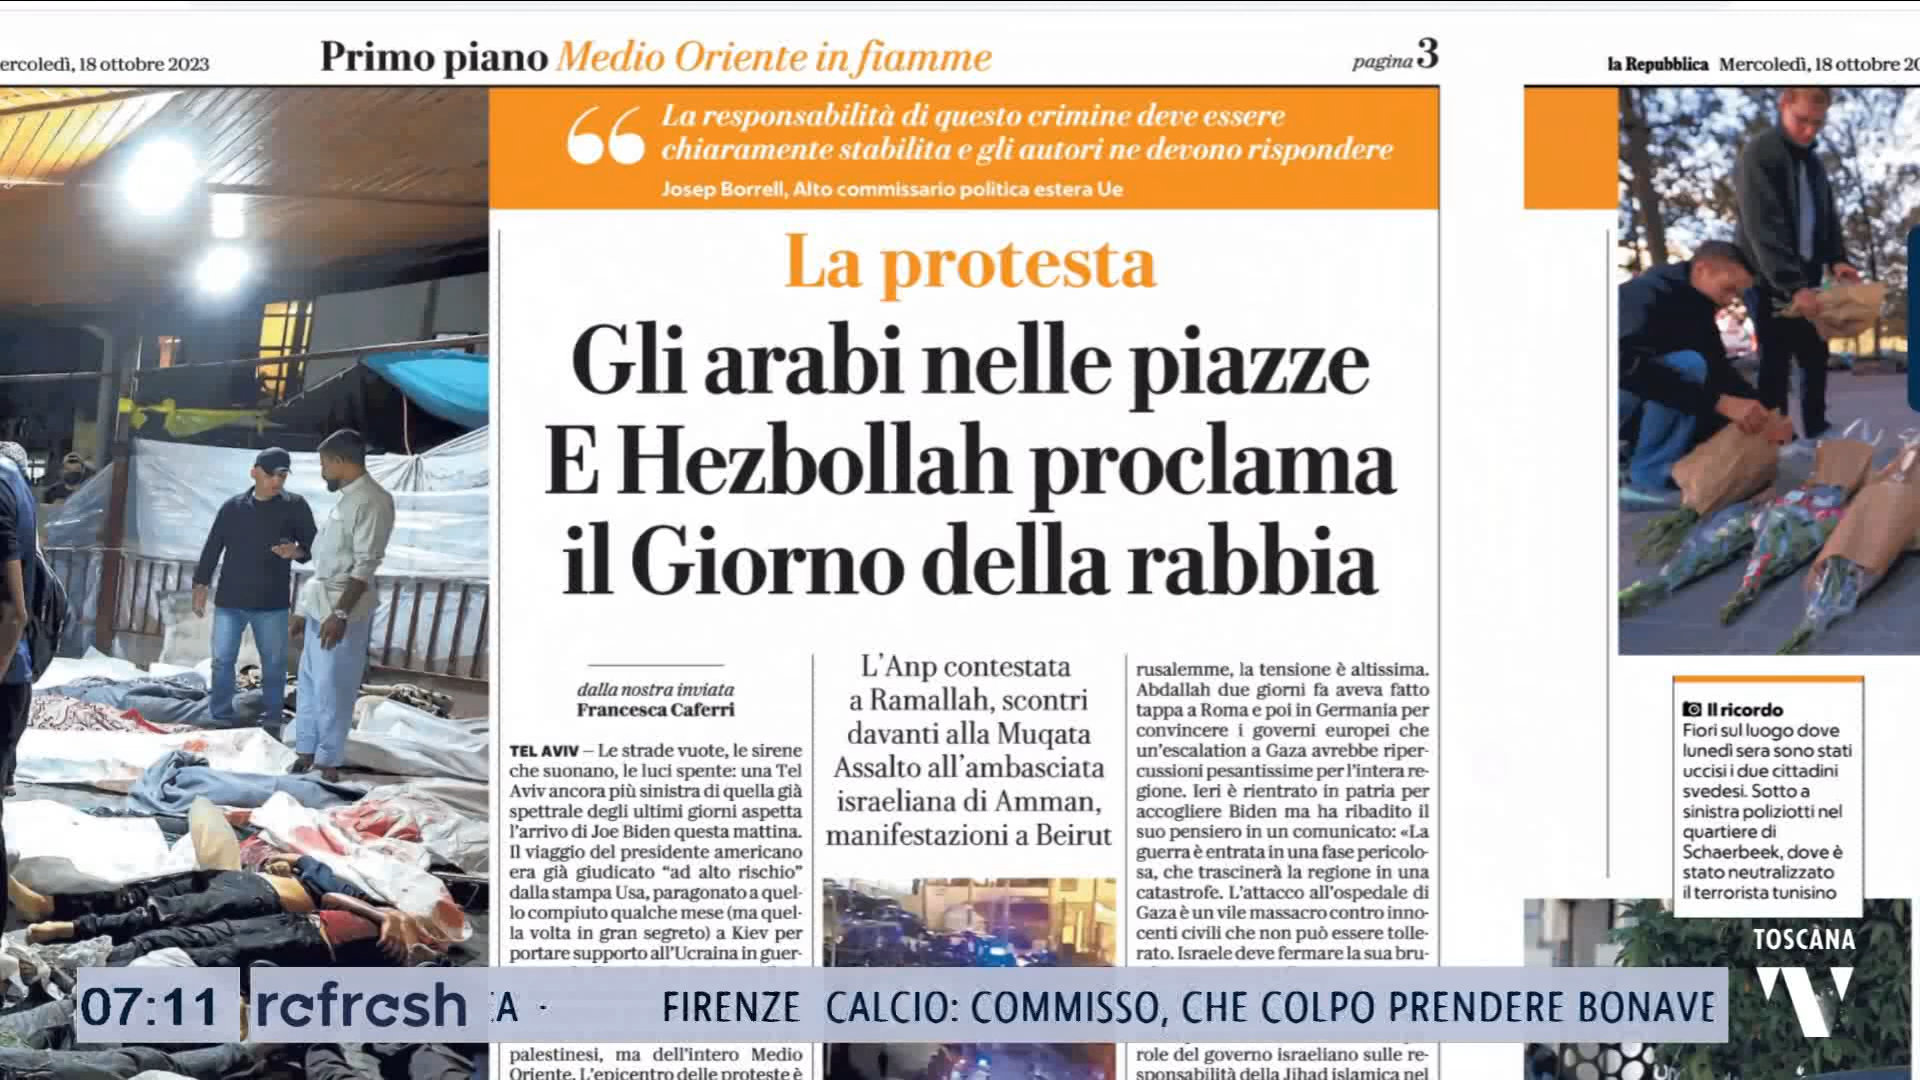 ercoledì, 18 ottobre 2023
Primo piano Medio Oriente in fiamme
pagina 3
la Repubblica Mercoledì, 18 ottobre 20
“ La responsabilità di questo crimine deve essere
chiaramente stabilita e gli autori ne devono rispondere
Josep Borrell, Alto commissario politica estera Ue
La protesta
Gli arabi nelle piazze
E Hezbollah proclama
il Giorno della rabbia
dalla nostra inviata
Francesca Caferri
TEL AVIV – Le strade vuote, le sirene
che suonano, le luci spente: una Tel
Aviv ancora più sinistra di quella già
spettrale degli ultimi giorni aspetta
l'arrivo di Joe Biden questa mattina.
Il viaggio del presidente americano
era già giudicato “ad alto rischio”
dalla stampa Usa, paragonato a quel-
lo compiuto qualche mese (ma quel-
la volta in gran segreto) a Kiev per
portare supporto all'Ucraina in guer-
palestinesi, ma dell'intero Medio
Oriente. L'epicentro delle proteste è
L'Anp contestata
a Ramallah, scontri
davanti alla Muqata
Assalto all'ambasciata
israeliana di Amman,
manifestazioni a Beirut
rusalemme, la tensione è altissima.
Abdallah due giorni fa aveva fatto
tappa a Roma e poi in Germania per
convincere i governi europei che
un'escalation a Gaza avrebbe riper-
cussioni pesantissime per l'intera re-
gione. Ieri è rientrato in patria per
accogliere Biden ma ha ribadito il
suo pensiero in un comunicato: «La
guerra è entrata in una fase pericolo-
sa, che trascinerà la regione in una
catastrofe. L'attacco all'ospedale di
Gaza è un vile massacro contro inno-
centi civili che non può essere tolle-
rato. Israele deve fermare la sua bru-
role del governo israeliano sulle re-
sponsabilità della Jihad islamica nel
Il ricordo
Fiori sul luogo dove
lunedì sera sono stati
uccisi i due cittadini
svedesi. Sotto a
sinistra poliziotti nel
quartiere di
Schaerbeek, dove è
stato neutralizzato
il terrorista tunisino
TOSCANA
TV
07:11 refresh EA · FIRENZE CALCIO: COMMISSO, CHE COLPO PRENDERE BONAVE